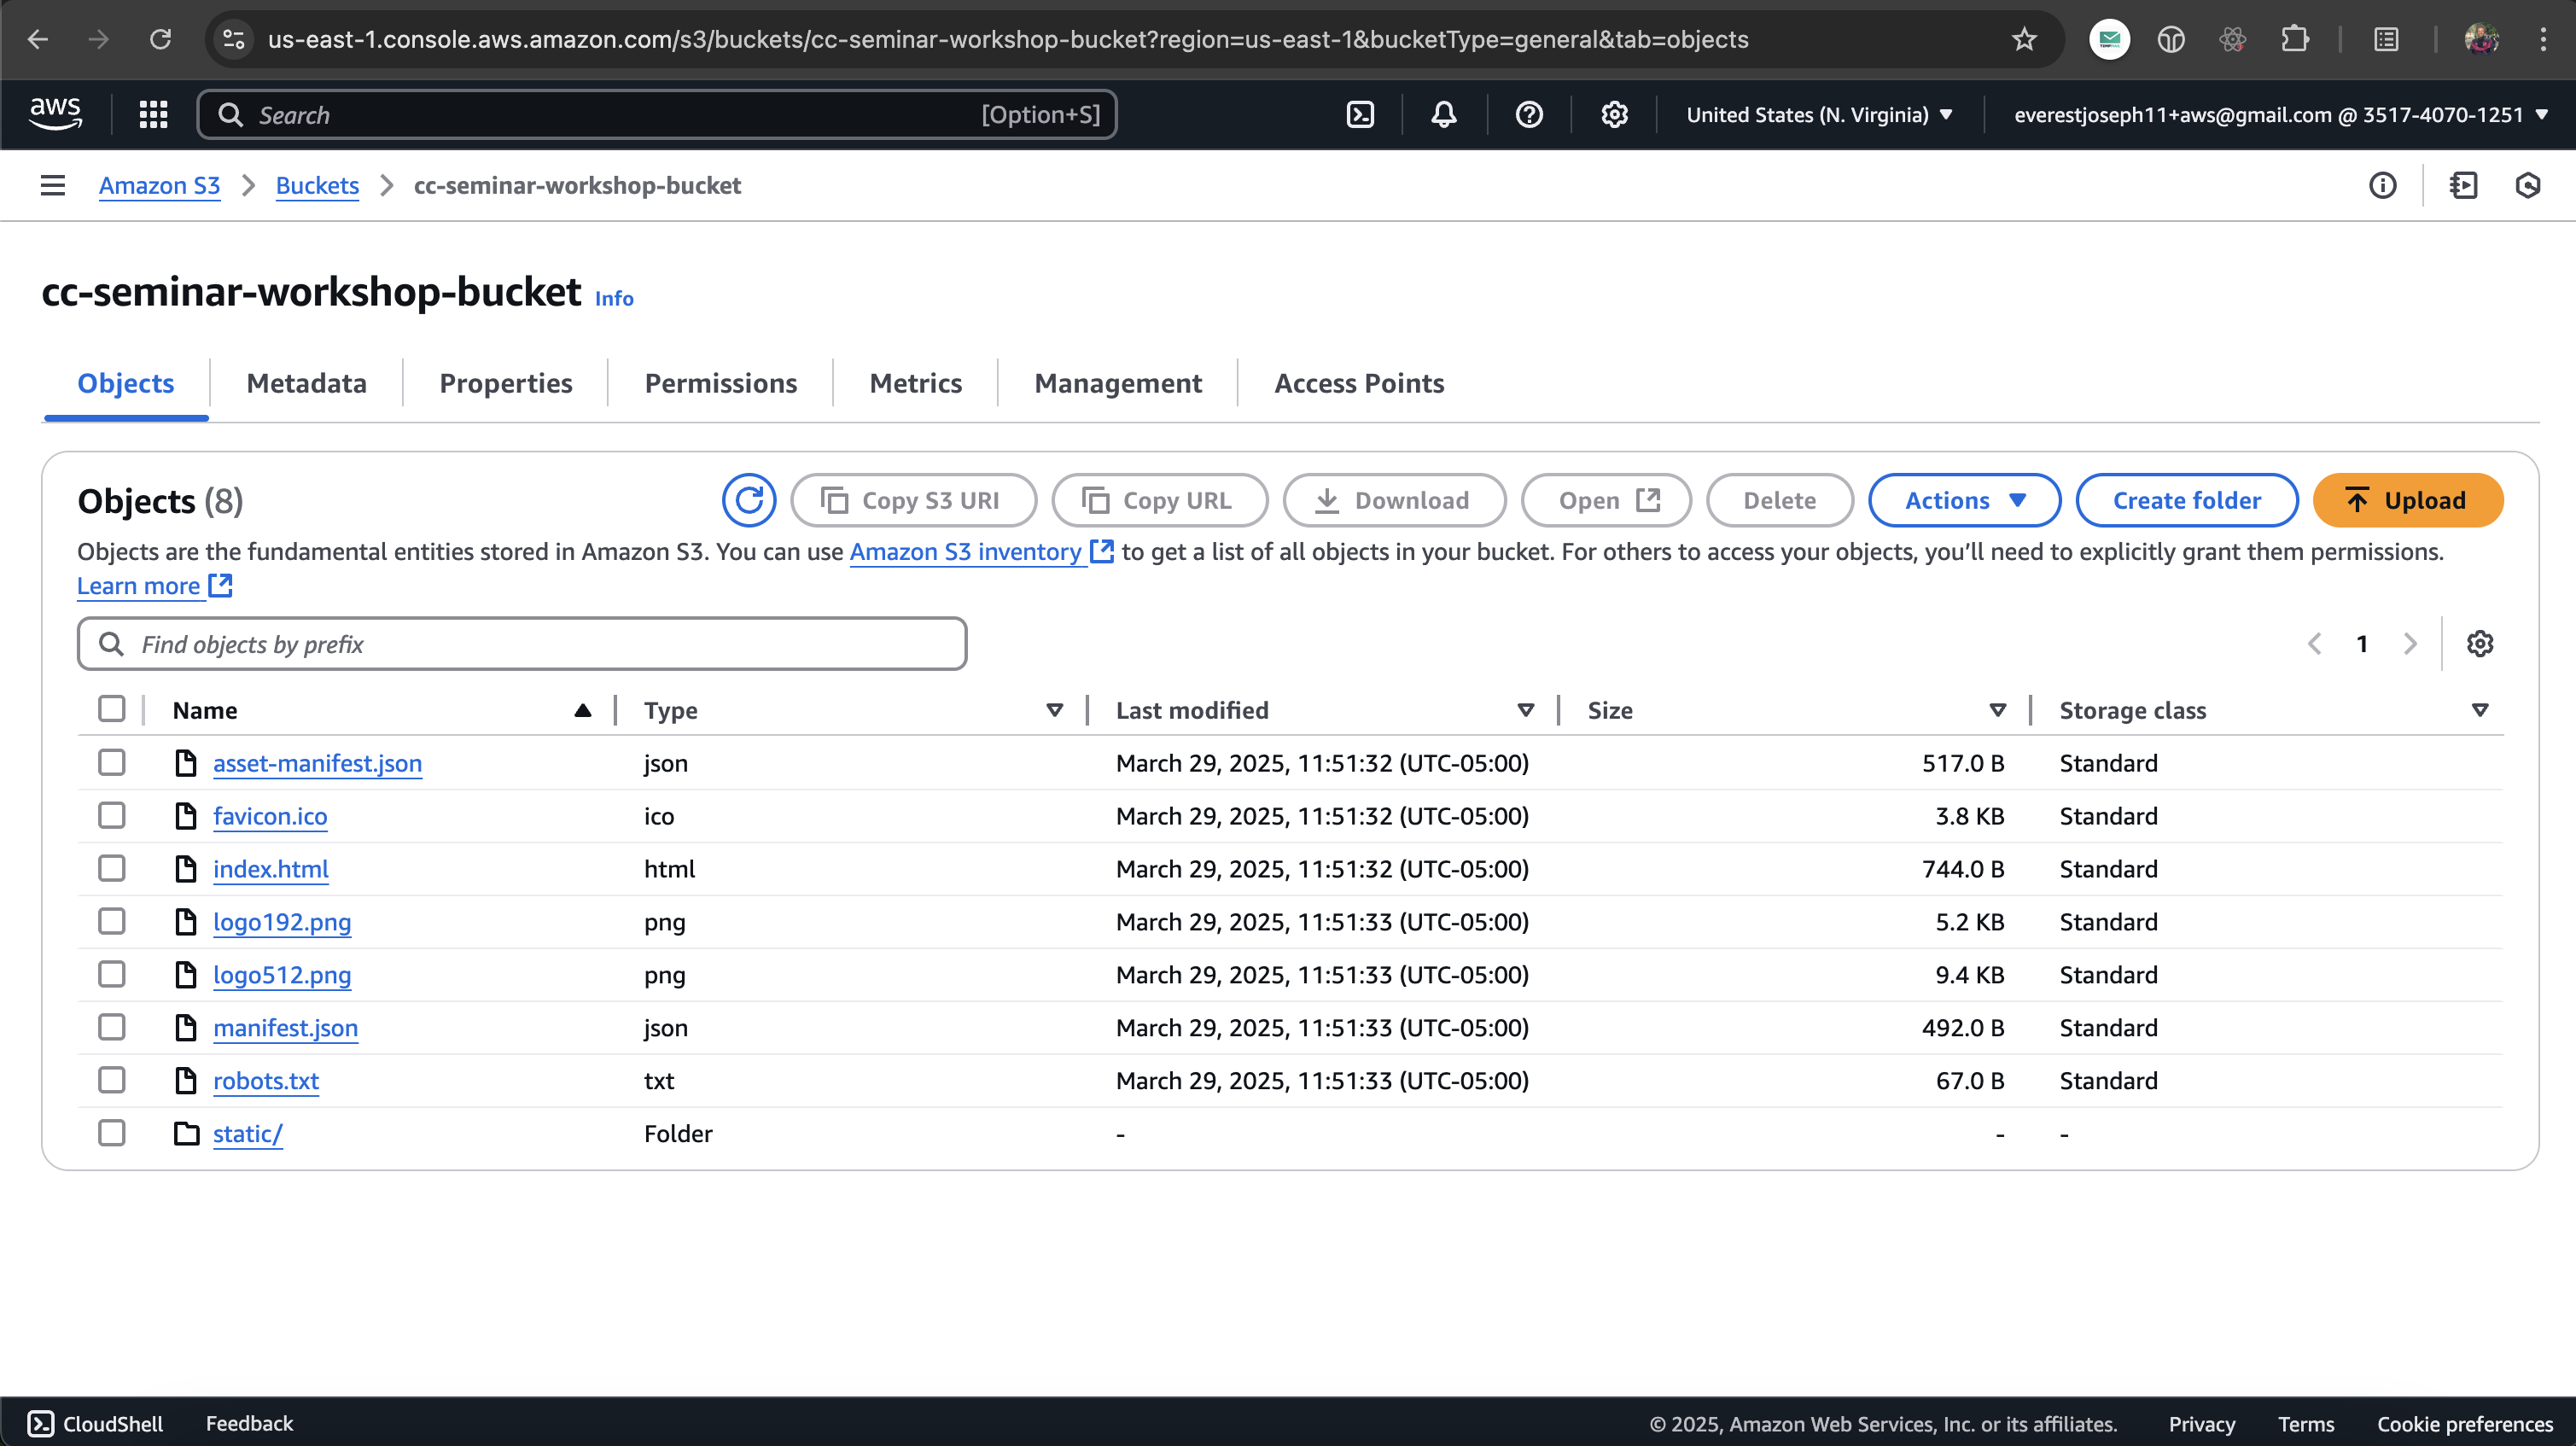 us-east-1.console.aws.amazon.com/s3/buckets/cc-seminar-workshop-bucket?region=us-east-1&bucketType=general&tab=objects
aws Search [Option+S] United States (N. Virginia) everestjoseph11+aws@gmail.com @ 3517-4070-1251
Amazon S3 Buckets cc-seminar-workshop-bucket
cc-seminar-workshop-bucket Info
Objects Metadata Properties Permissions Metrics Management Access Points
Objects (8) Copy S3 URI Copy URL Download Open Delete Actions Create folder Upload
Objects are the fundamental entities stored in Amazon S3. You can use Amazon S3 inventory to get a list of all objects in your bucket. For others to access your objects, you’ll need to explicitly grant them permissions.
Learn more
Find objects by prefix 1
Name Type Last modified Size Storage class
asset-manifest.json json March 29, 2025, 11:51:32 (UTC-05:00) 517.0 B Standard
favicon.ico ico March 29, 2025, 11:51:32 (UTC-05:00) 3.8 KB Standard
index.html html March 29, 2025, 11:51:32 (UTC-05:00) 744.0 B Standard
logo192.png png March 29, 2025, 11:51:33 (UTC-05:00) 5.2 KB Standard
logo512.png png March 29, 2025, 11:51:33 (UTC-05:00) 9.4 KB Standard
manifest.json json March 29, 2025, 11:51:33 (UTC-05:00) 492.0 B Standard
robots.txt txt March 29, 2025, 11:51:33 (UTC-05:00) 67.0 B Standard
static/ Folder - - -
CloudShell Feedback © 2025, Amazon Web Services, Inc. or its affiliates. Privacy Terms Cookie preferences